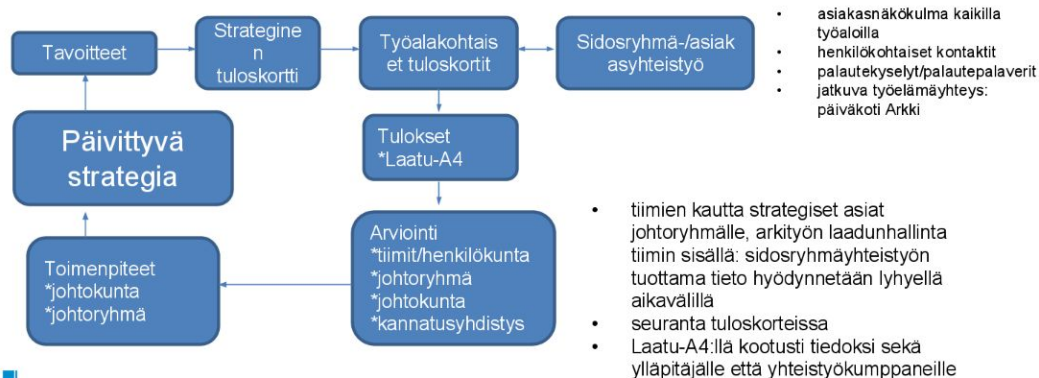 Tavoitteet
Strategine
n
tuloskortti
Työalakohtais
et tuloskortit
Sidosryhmä-/asiak
asyhteistyö
• asiakasnäkökulma kaikilla
työaloilla
• henkilökohtaiset kontaktit
• palautekyselyt/palautepalaverit
• jatkuva työelämäyhteys:
päiväkoti Arkki
Päivittyvä
strategia
Tulokset
*Laatu-A4
Toimenpiteet
*johtokunta
*johtoryhmä
Arviointi
*tiimit/henkilökunta
*johtoryhmä
*johtokunta
*kannatusyhdistys
• tiimien kautta strategiset asiat
johtoryhmälle, arkityön laadunhallinta
tiimin sisällä: sidosryhmäyhteistyön
tuottama tieto hyödynnetään lyhyellä
aikavälillä
• seuranta tuloskorteissa
• Laatu-A4:llä kootusti tiedoksi sekä
ylläpitäjälle että yhteistyökumppaneille